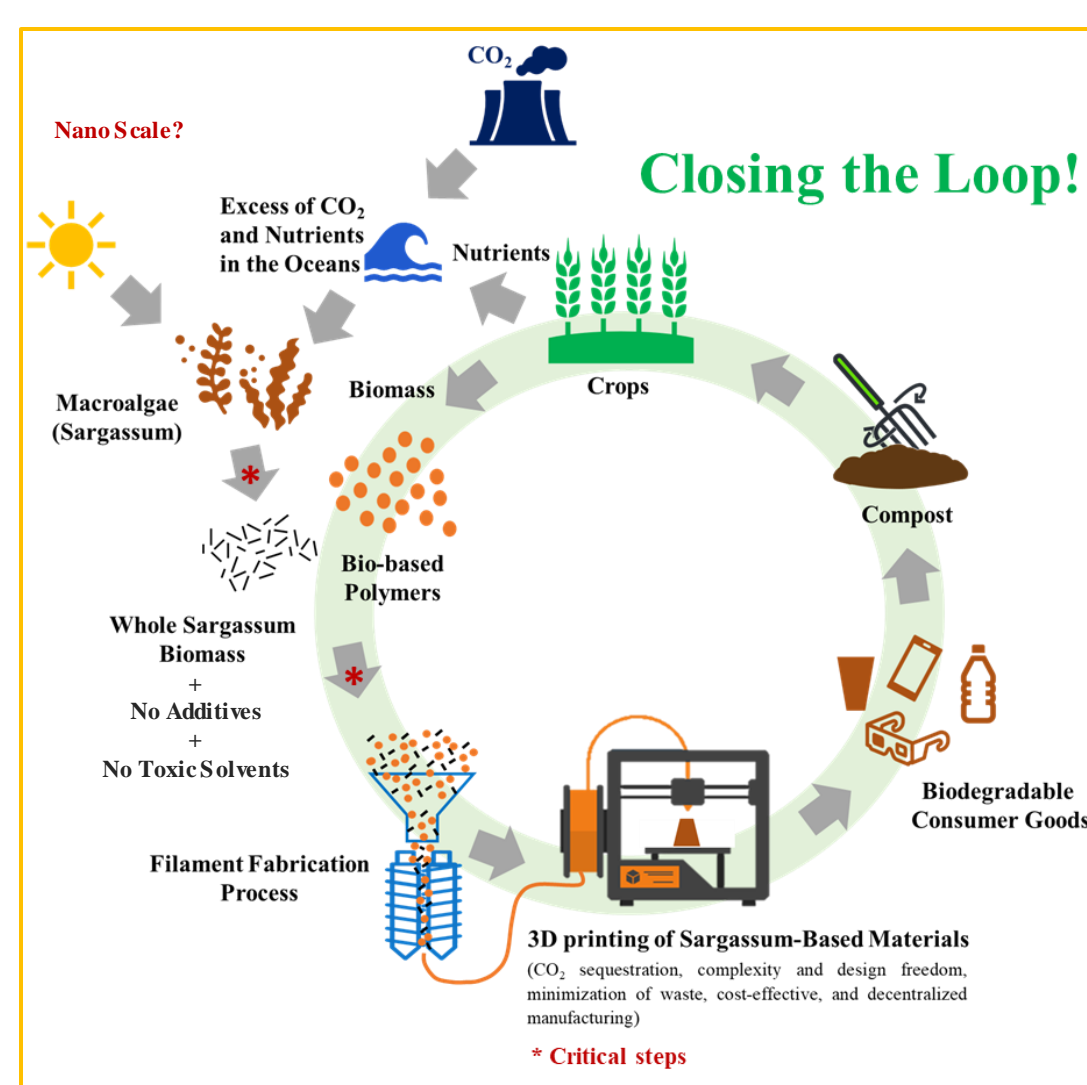 CO₂
Nano Scale?
Closing the Loop!
Excess of CO₂
and Nutrients
in the Oceans
Nutrients
Macroalgae
(Sargassum)
Biomass
Crops
*
Compost
Bio-based
Polymers
Whole Sargassum
Biomass
+
No Additives
+
No Toxic Solvents
*
Biodegradable
Consumer Goods
Filament Fabrication
Process
3D printing of Sargassum-Based Materials
(CO₂ sequestration, complexity and design freedom,
minimization of waste, cost-effective, and decentralized
manufacturing)
* Critical steps